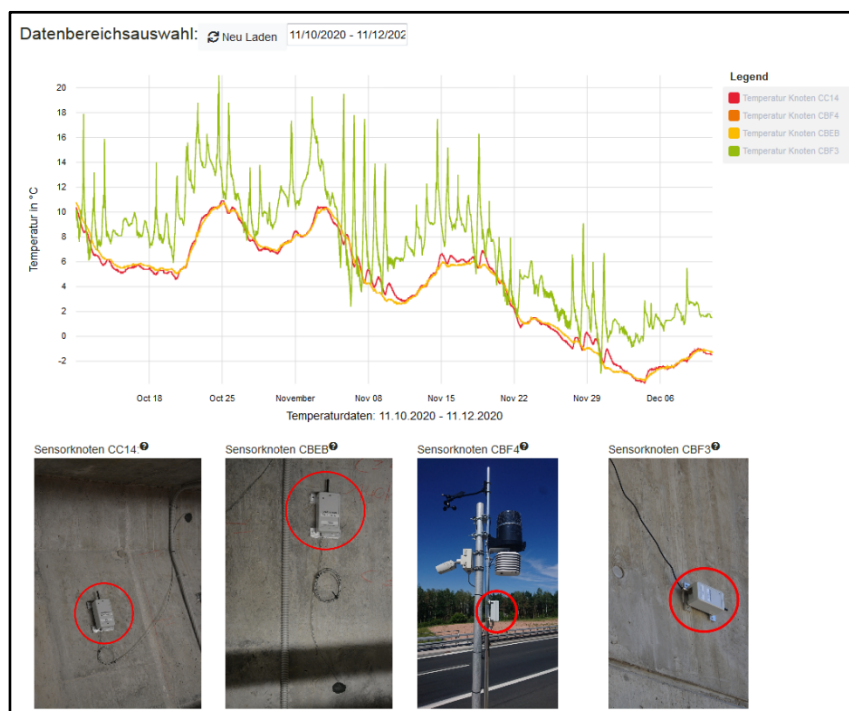 Datenbereichsauswahl: Neu Laden 11/10/2020 - 11/12/202
Legend
Temperatur Knoten CC14
Temperatur Knoten CBF4
Temperatur Knoten CBEB
Temperatur Knoten CBF3
Temperatur in °C
20
18
16
14
12
10
8
6
4
2
0
-2
Oct 18 Oct 25 November Nov 08 Nov 15 Nov 22 Nov 29 Dec 06
Temperaturdaten: 11.10.2020 - 11.12.2020
Sensorknoten CC14. Sensorknoten CBEB Sensorknoten CBF4 Sensorknoten CBF3